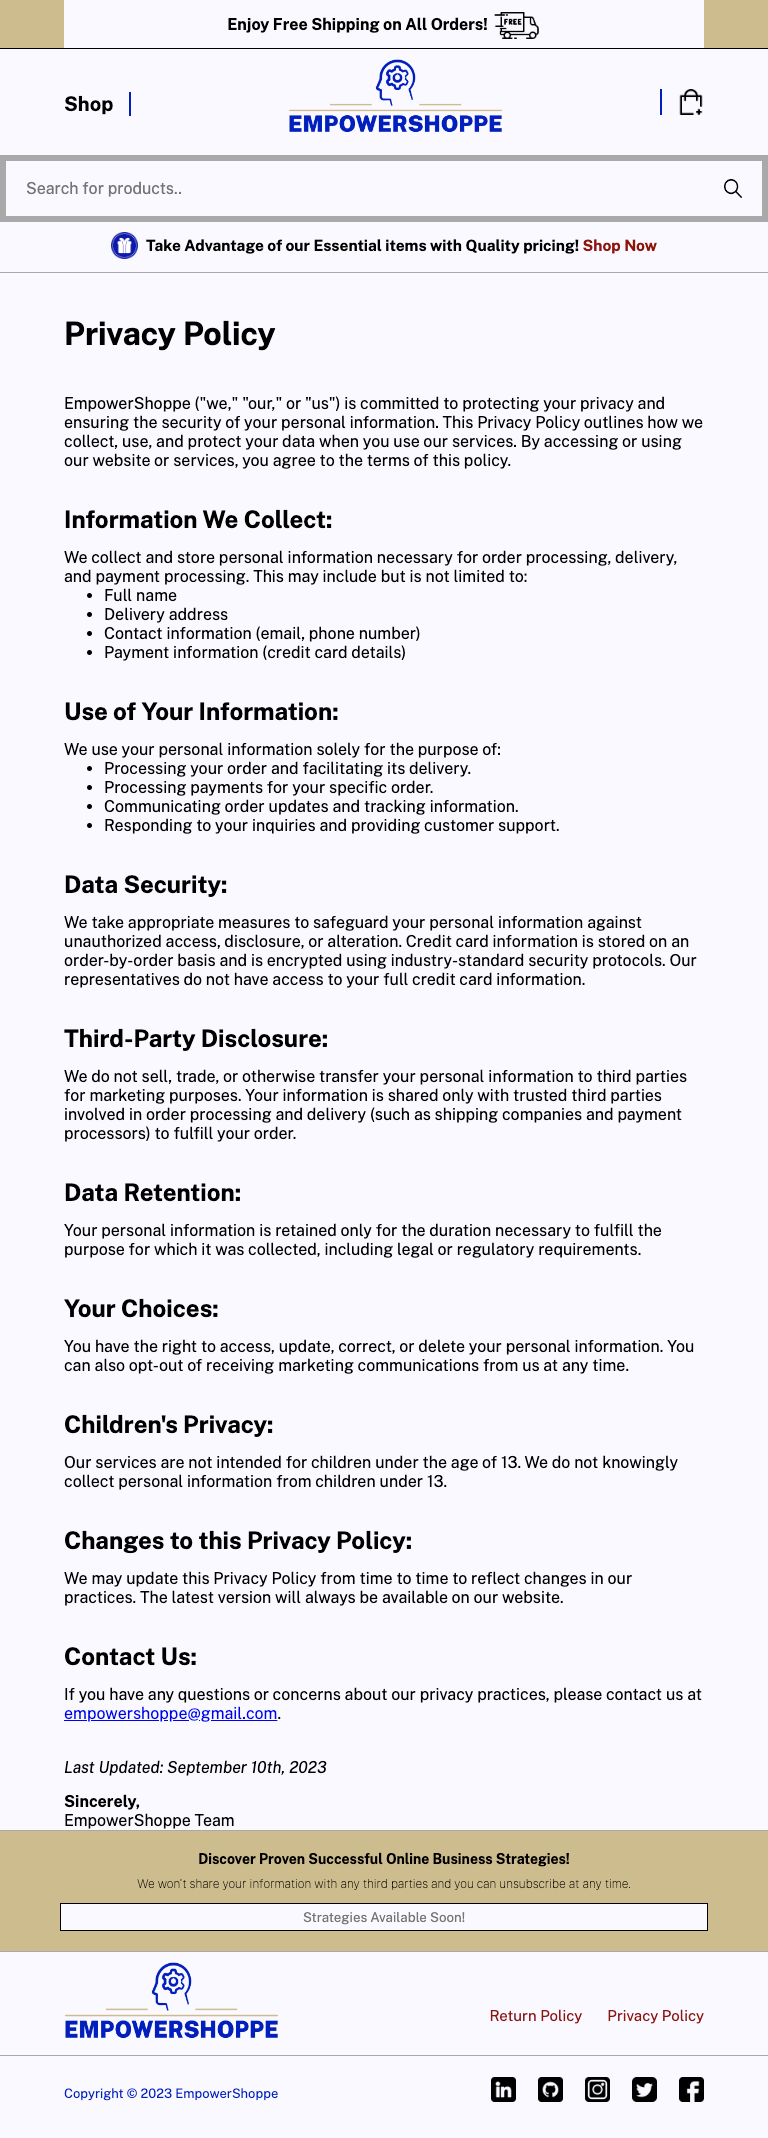 Enjoy Free Shipping on All Orders!
FREE
Shop
EMPOWERSHOPPE
Search for products..
Take Advantage of our Essential items with Quality pricing! Shop Now
Privacy Policy
EmpowerShoppe ("we," "our," or "us") is committed to protecting your privacy and
ensuring the security of your personal information. This Privacy Policy outlines how we
collect, use, and protect your data when you use our services. By accessing or using
our website or services, you agree to the terms of this policy.
Information We Collect:
We collect and store personal information necessary for order processing, delivery,
and payment processing. This may include but is not limited to:
• Full name
• Delivery address
• Contact information (email, phone number)
• Payment information (credit card details)
Use of Your Information:
We use your personal information solely for the purpose of:
• Processing your order and facilitating its delivery.
• Processing payments for your specific order.
• Communicating order updates and tracking information.
• Responding to your inquiries and providing customer support.
Data Security:
We take appropriate measures to safeguard your personal information against
unauthorized access, disclosure, or alteration. Credit card information is stored on an
order-by-order basis and is encrypted using industry-standard security protocols. Our
representatives do not have access to your full credit card information.
Third-Party Disclosure:
We do not sell, trade, or otherwise transfer your personal information to third parties
for marketing purposes. Your information is shared only with trusted third parties
involved in order processing and delivery (such as shipping companies and payment
processors) to fulfill your order.
Data Retention:
Your personal information is retained only for the duration necessary to fulfill the
purpose for which it was collected, including legal or regulatory requirements.
Your Choices:
You have the right to access, update, correct, or delete your personal information. You
can also opt-out of receiving marketing communications from us at any time.
Children's Privacy:
Our services are not intended for children under the age of 13. We do not knowingly
collect personal information from children under 13.
Changes to this Privacy Policy:
We may update this Privacy Policy from time to time to reflect changes in our
practices. The latest version will always be available on our website.
Contact Us:
If you have any questions or concerns about our privacy practices, please contact us at
empowershoppe@gmail.com.
Last Updated: September 10th, 2023
Sincerely,
EmpowerShoppe Team
Discover Proven Successful Online Business Strategies!
We won't share your information with any third parties and you can unsubscribe at any time.
Strategies Available Soon!
EMPOWERSHOPPE
Return Policy Privacy Policy
Copyright © 2023 EmpowerShoppe